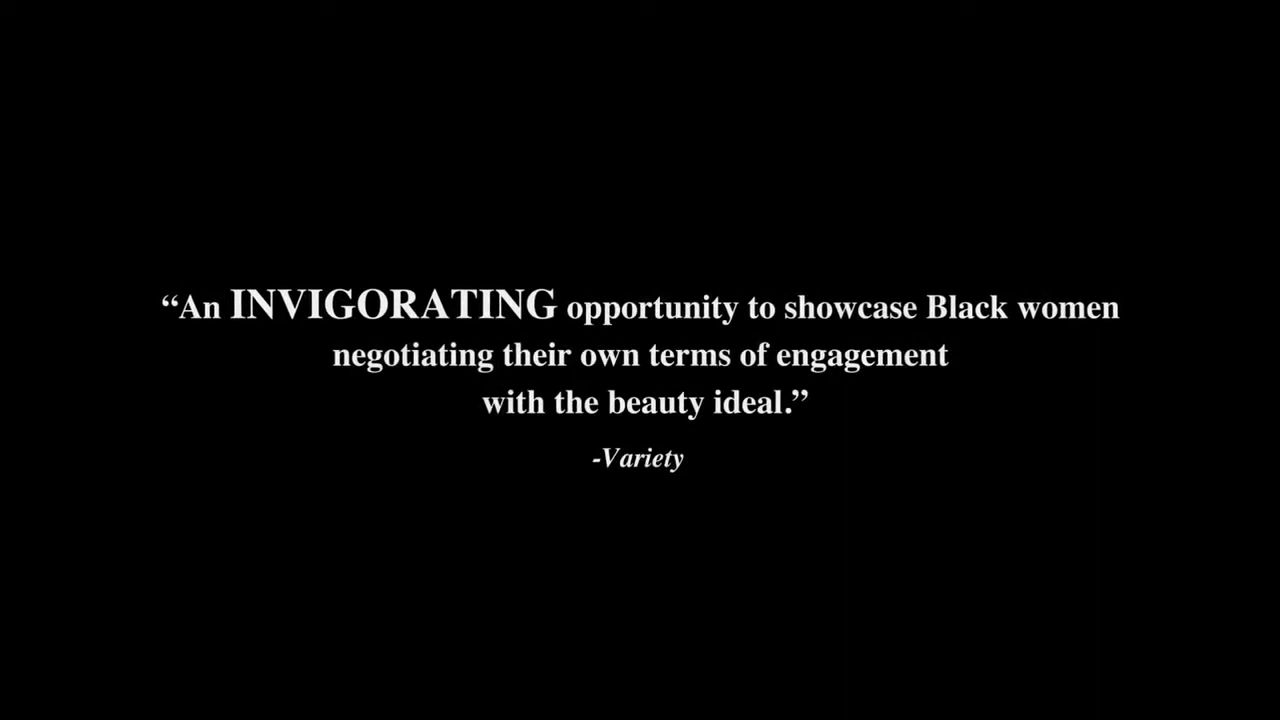 “An INVIGORATING opportunity to showcase Black women
negotiating their own terms of engagement
with the beauty ideal.”
-Variety